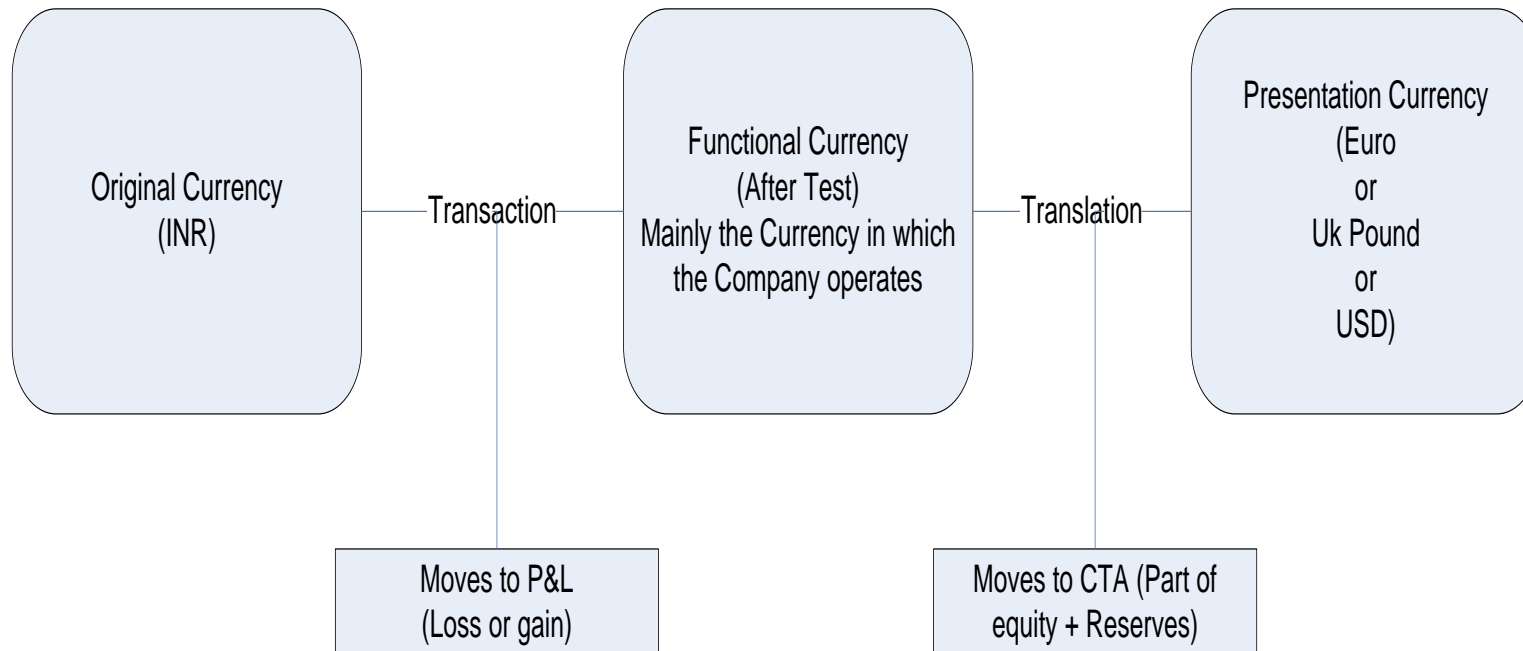 Original Currency
(INR)
Transaction
Functional Currency
(After Test)
Mainly the Currency in which
the Company operates
Translation
Presentation Currency
(Euro
or
Uk Pound
or
USD)
Moves to P&L
(Loss or gain)
Moves to CTA (Part of
equity + Reserves)